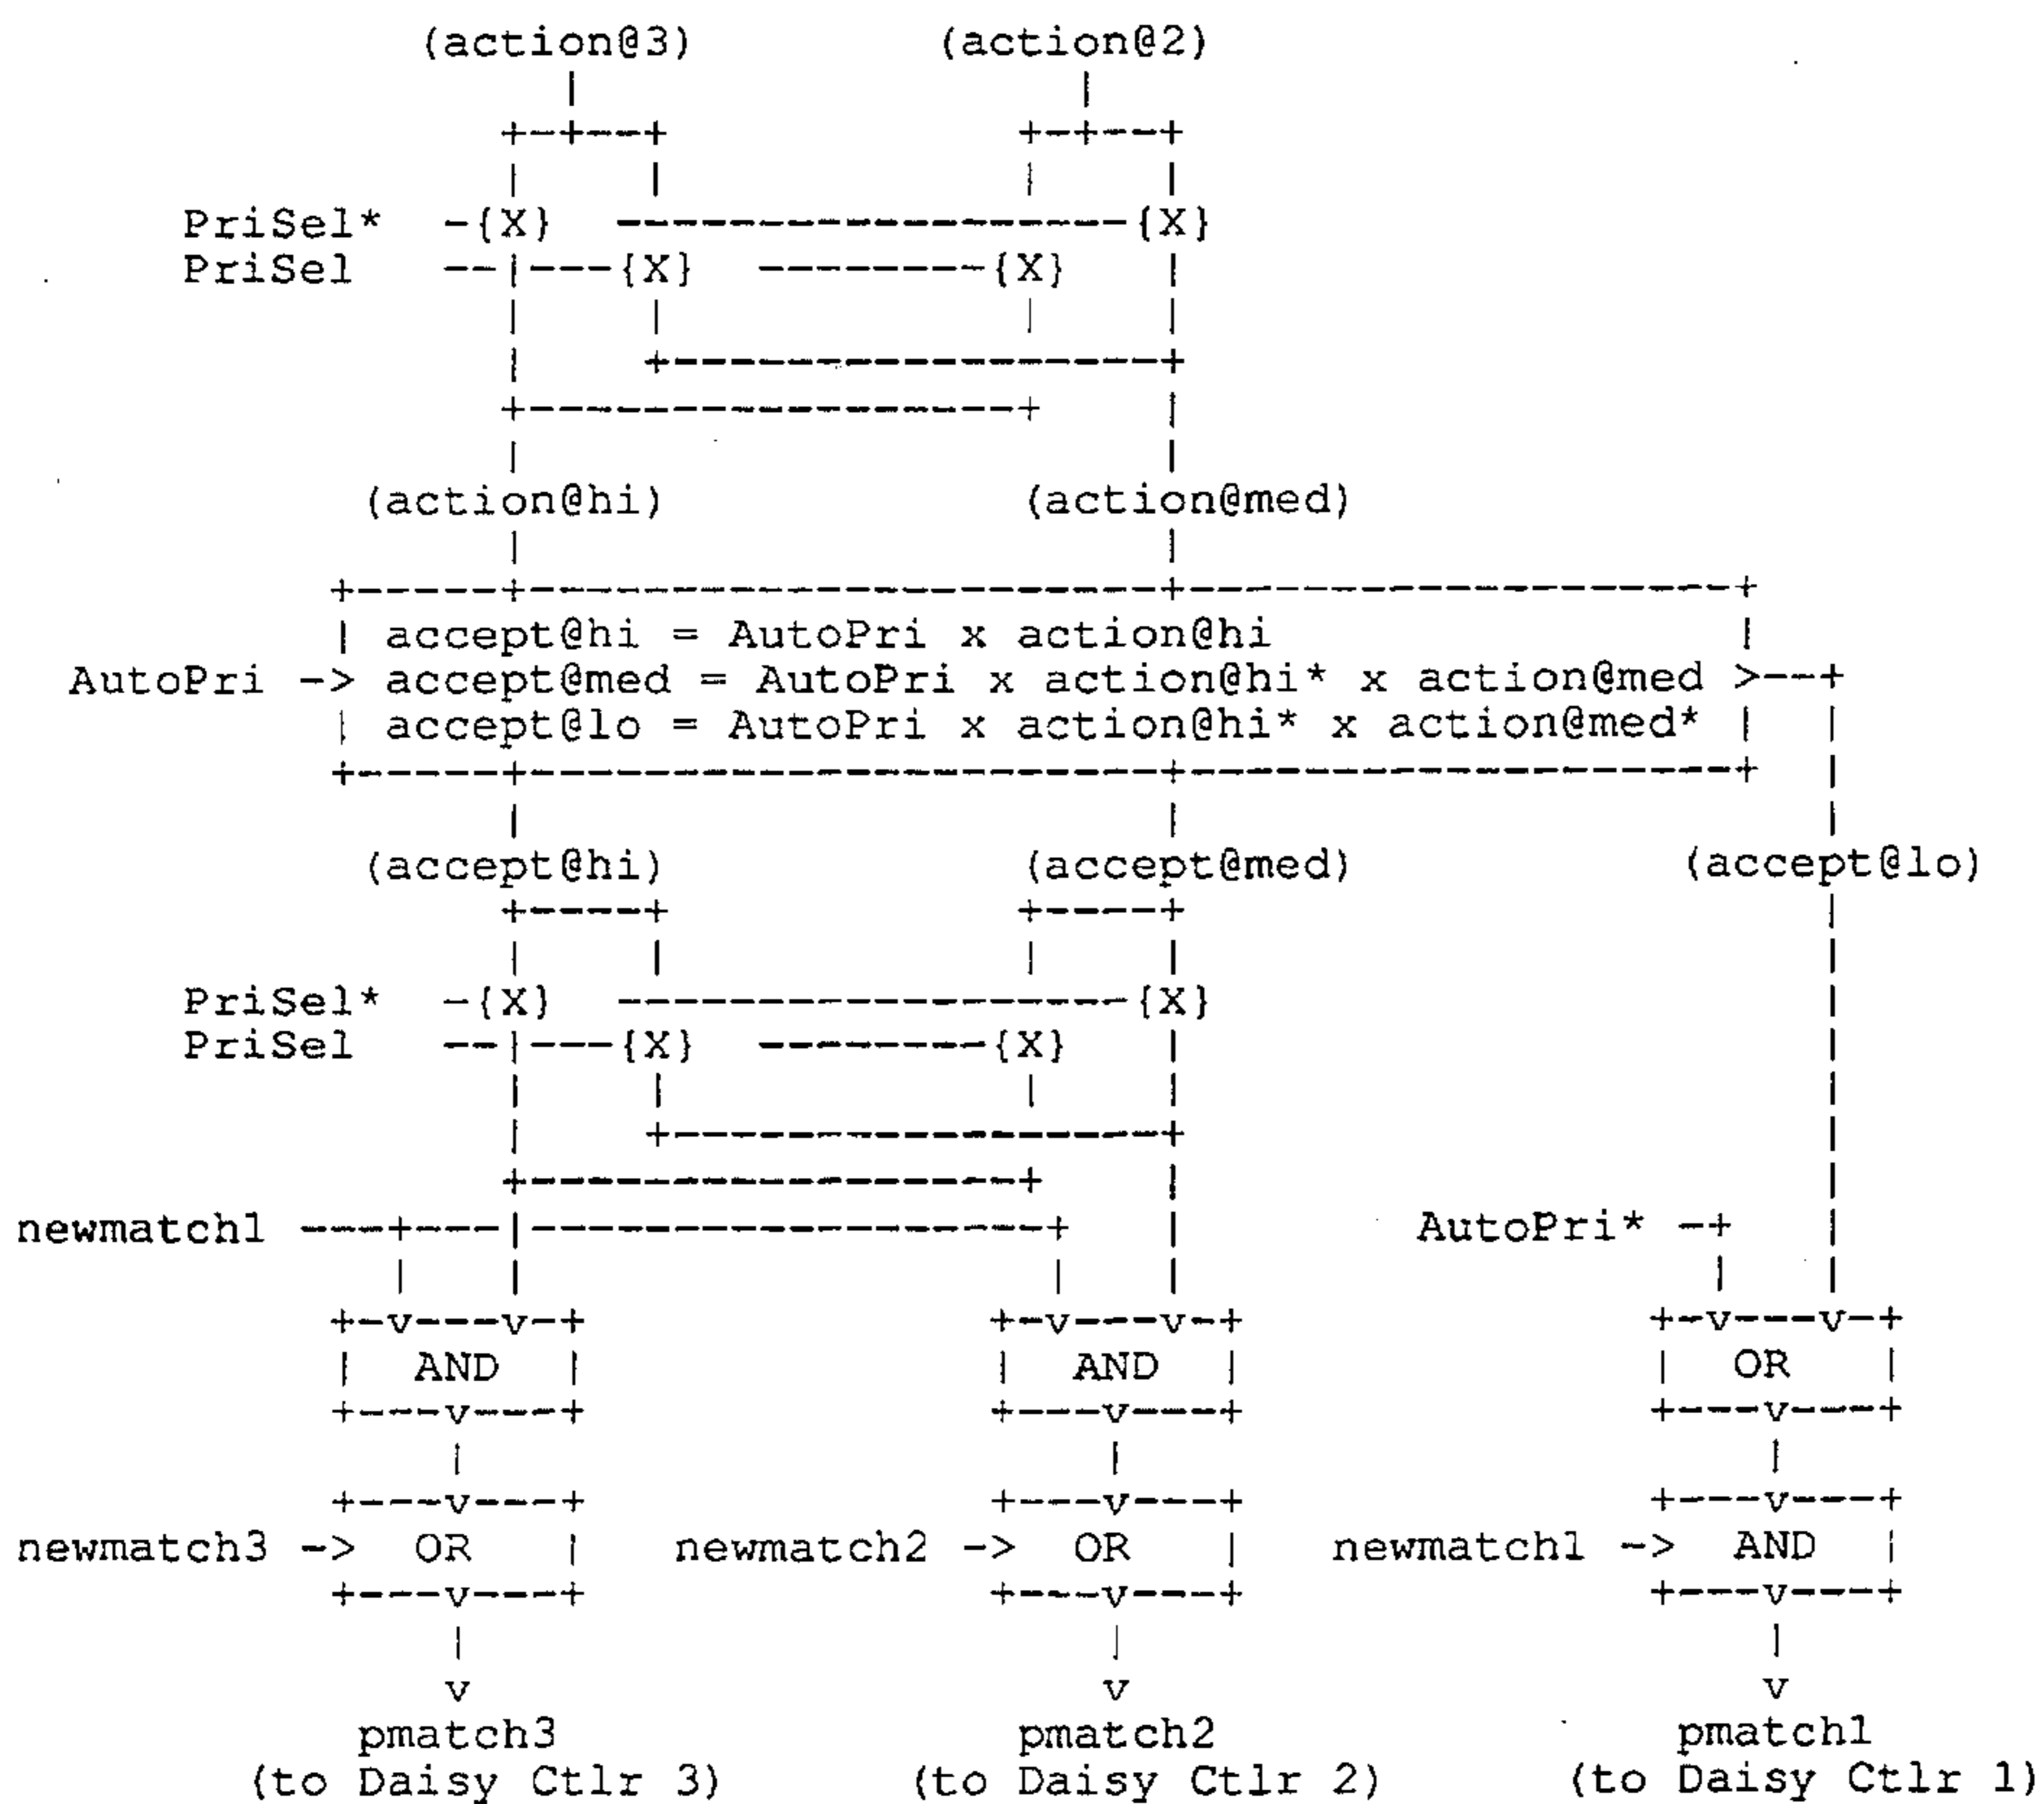 (action@3) (action@2)
PriSel* -{X} ------------------{X}
PriSel --|---{X} --------{X}
(action@hi) (action@med)
accept@hi = AutoPri x action@hi
AutoPri -> accept@med = AutoPri x action@hi* x action@med >---+
accept@lo = AutoPri x action@hi* x action@med*
(accept@hi) (accept@med) (accept@lo)
PriSel* -{X} ------------------{X}
PriSel --|---{X} --------{X}
newmatch1 AutoPri*
AND AND OR
newmatch3 -> OR newmatch2 -> OR newmatch1 -> AND
pmatch3 pmatch2 pmatch1
(to Daisy Ctlr 3) (to Daisy Ctlr 2) (to Daisy Ctlr 1)